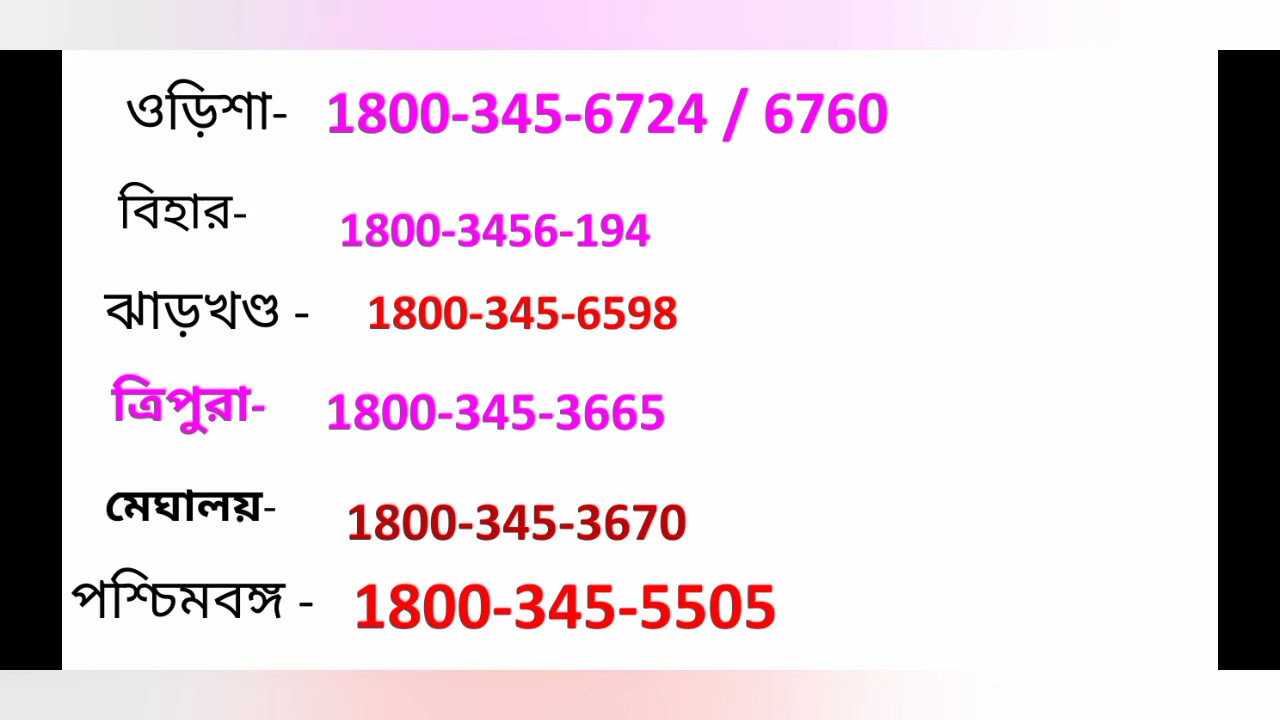 ওড়িশা- 1800-345-6724 / 6760
বিহার- 1800-3456-194
ঝাড়খণ্ড - 1800-345-6598
ত্রিপুরা- 1800-345-3665
মেঘালয়- 1800-345-3670
পশ্চিমবঙ্গ - 1800-345-5505